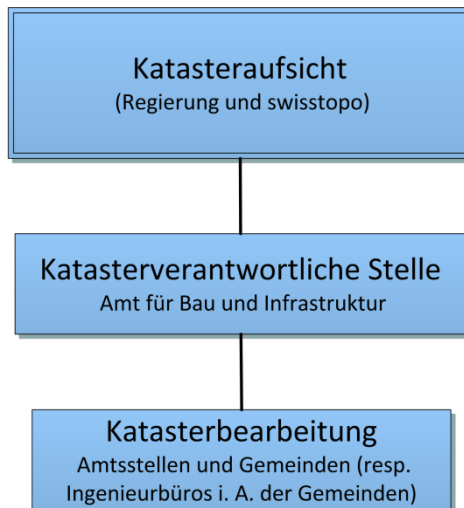 Katasteraufsicht
(Regierung und swisstopo)
Katasterverantwortliche Stelle
Amt für Bau und Infrastruktur
Katasterbearbeitung
Amtsstellen und Gemeinden (resp.
Ingenieurbüros i. A. der Gemeinden)